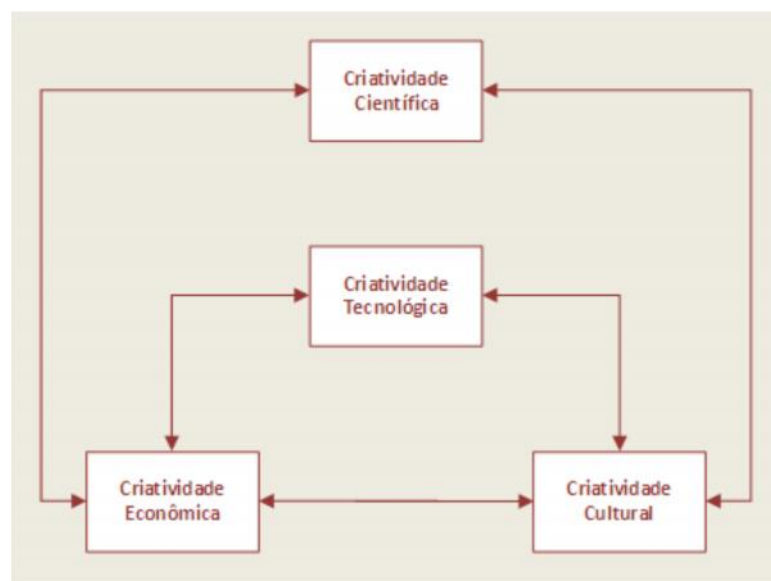 Criatividade
Científica
Criatividade
Tecnológica
Criatividade
Econômica
Criatividade
Cultural